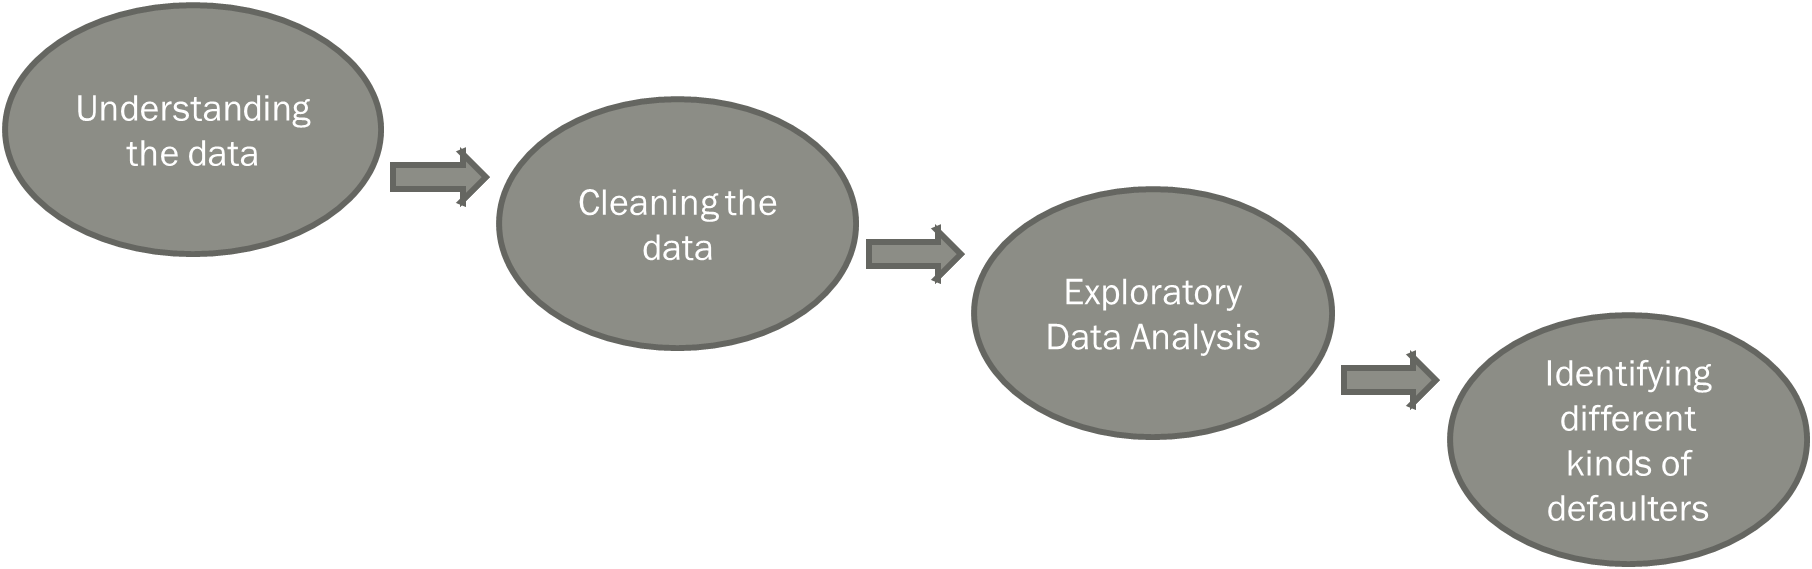 Understanding
the data
Cleaning the
data
Exploratory
Data Analysis
Identifying
different
kinds of
defaulters